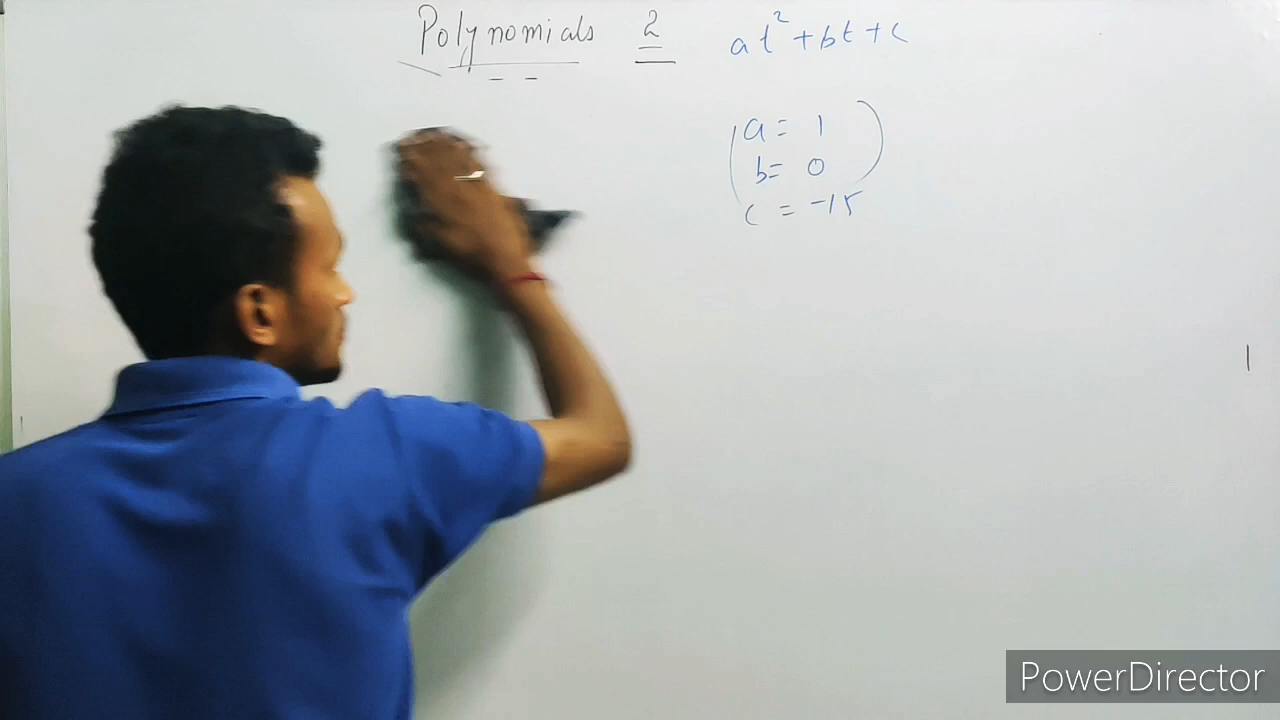 Polynomials 2
at² + bt + c
a = 1
b = 0
c = -15
PowerDirector